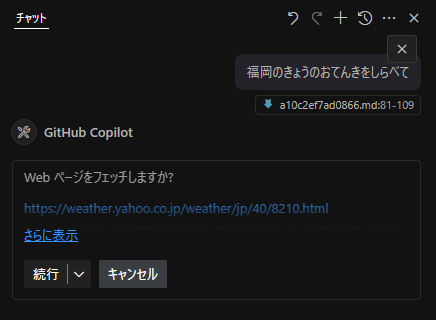 チャット
福岡のきょうのおてんきをしらべて
a10c2ef7ad0866.md:81-109
GitHub Copilot
Web ページをフェッチしますか?
https://weather.yahoo.co.jp/weather/jp/40/8210.html
さらに表示
続行
キャンセル